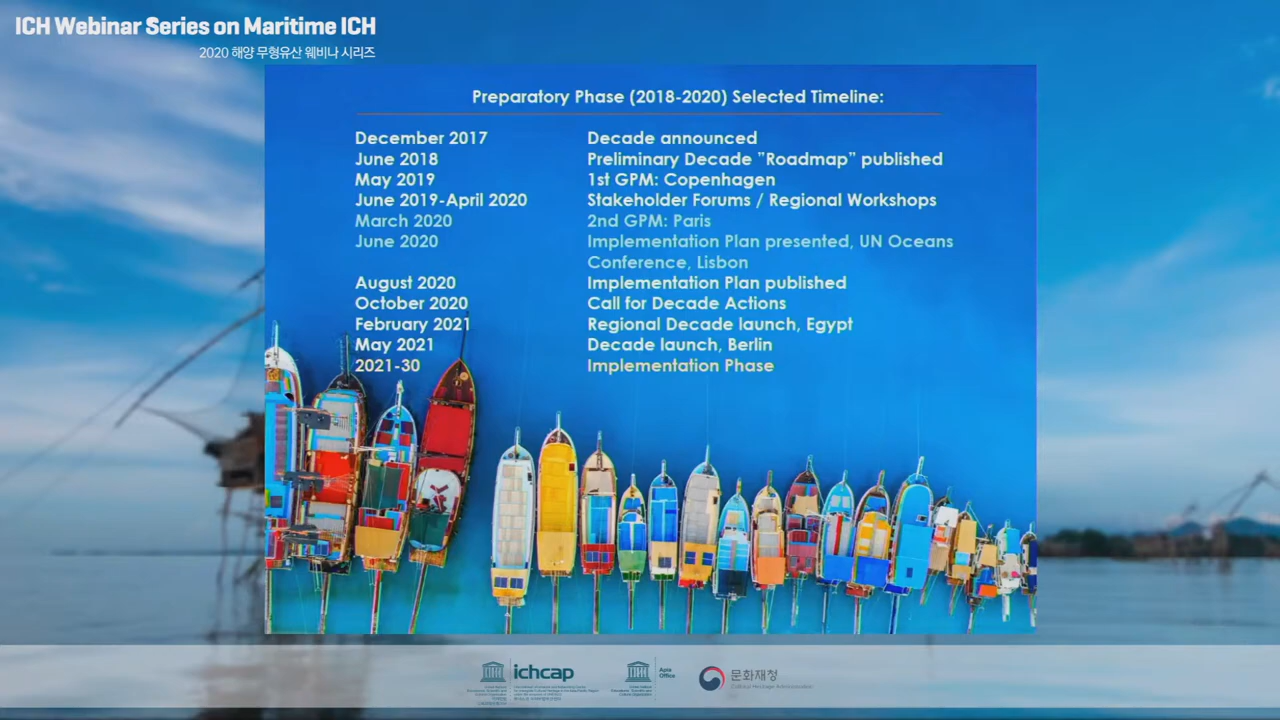 ICH Webinar Series on Maritime ICH
2020 해양 무형유산 웨비나 시리즈
Preparatory Phase (2018-2020) Selected Timeline:
December 2017 Decade announced
June 2018 Preliminary Decade ”Roadmap” published
May 2019 1st GPM: Copenhagen
June 2019-April 2020 Stakeholder Forums / Regional Workshops
March 2020 2nd GPM: Paris
June 2020 Implementation Plan presented, UN Oceans
Conference, Lisbon
August 2020 Implementation Plan published
October 2020 Call for Decade Actions
February 2021 Regional Decade launch, Egypt
May 2021 Decade launch, Berlin
2021-30 Implementation Phase
ichcap
Office
문화재청
Cultural Heritage Administration